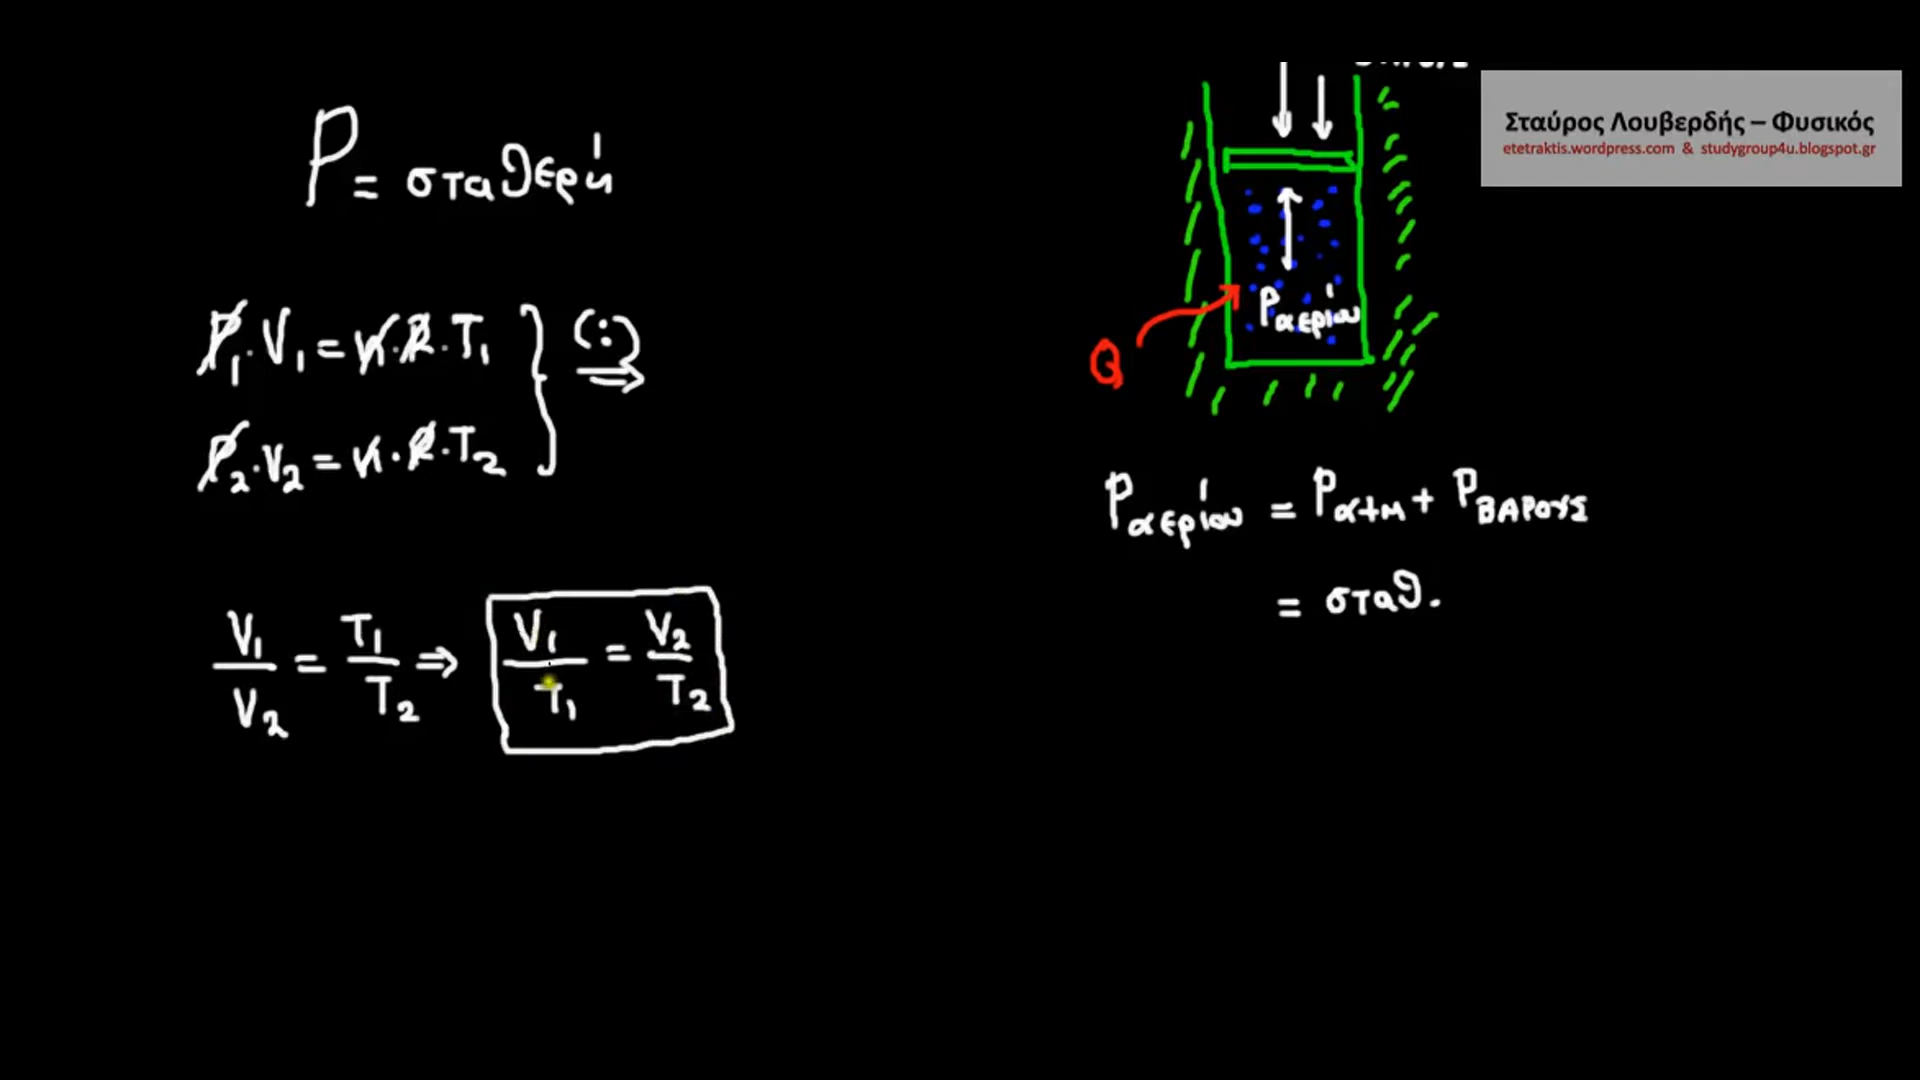 P = σταθερή
P₁·V₁ = n·R·T₁
(:)
⇒
P₂·V₂ = n·R·T₂
V₁/V₂ = T₁/T₂ ⇒ V₁/T₁ = V₂/T₂
Σταύρος Λουβερδής – Φυσικός
etetraktis.wordpress.com & studygroup4u.blogspot.gr
Pαερίου
Q
Pαερίου = Pατμ + PΒΑΡΟΥΣ
= σταθ.